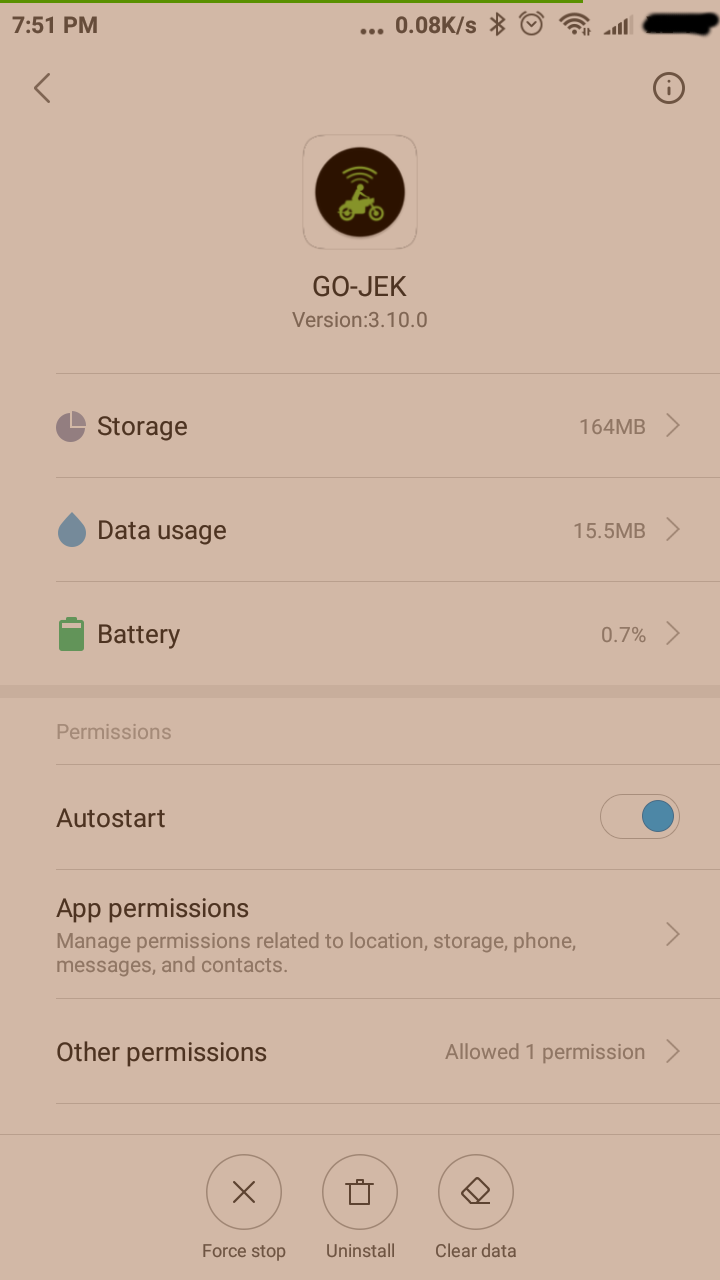 7:51 PM ... 0.08K/s
GO-JEK
Version:3.10.0
Storage 164MB
Data usage 15.5MB
Battery 0.7%
Permissions
Autostart
App permissions
Manage permissions related to location, storage, phone,
messages, and contacts.
Other permissions Allowed 1 permission
Force stop Uninstall Clear data